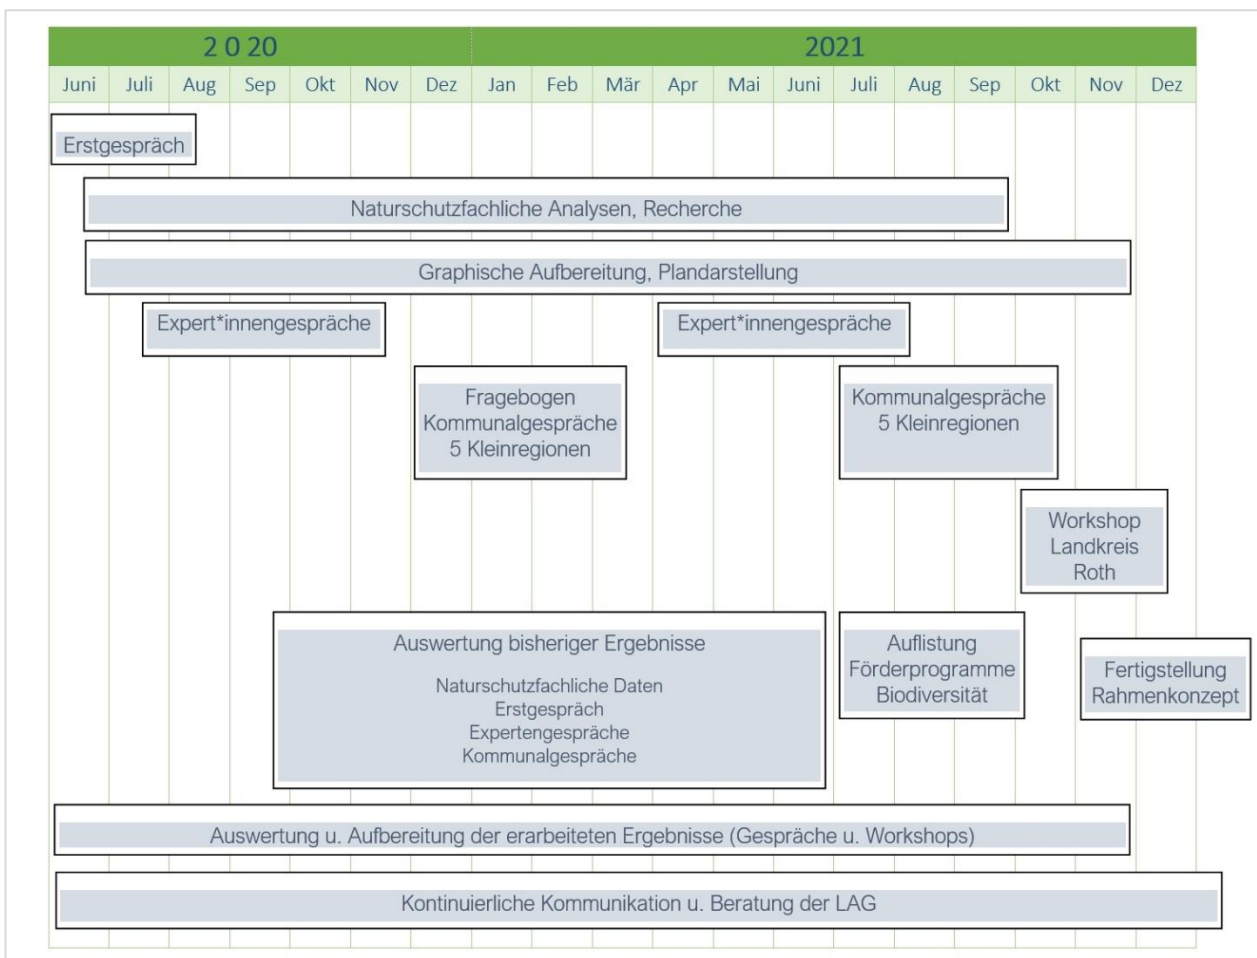 2 0 20 2021
Juni Juli Aug Sep Okt Nov Dez Jan Feb Mär Apr Mai Juni Juli Aug Sep Okt Nov Dez
Erstgespräch
Naturschutzfachliche Analysen, Recherche
Graphische Aufbereitung, Plandarstellung
Expert*innengespräche
Expert*innengespräche
Fragebogen
Kommunalgespräche
5 Kleinregionen
Kommunalgespräche
5 Kleinregionen
Workshop
Landkreis
Roth
Auswertung bisheriger Ergebnisse
Naturschutzfachliche Daten
Erstgespräch
Expertengespräche
Kommunalgespräche
Auflistung
Förderprogramme
Biodiversität
Fertigstellung
Rahmenkonzept
Auswertung u. Aufbereitung der erarbeiteten Ergebnisse (Gespräche u. Workshops)
Kontinuierliche Kommunikation u. Beratung der LAG